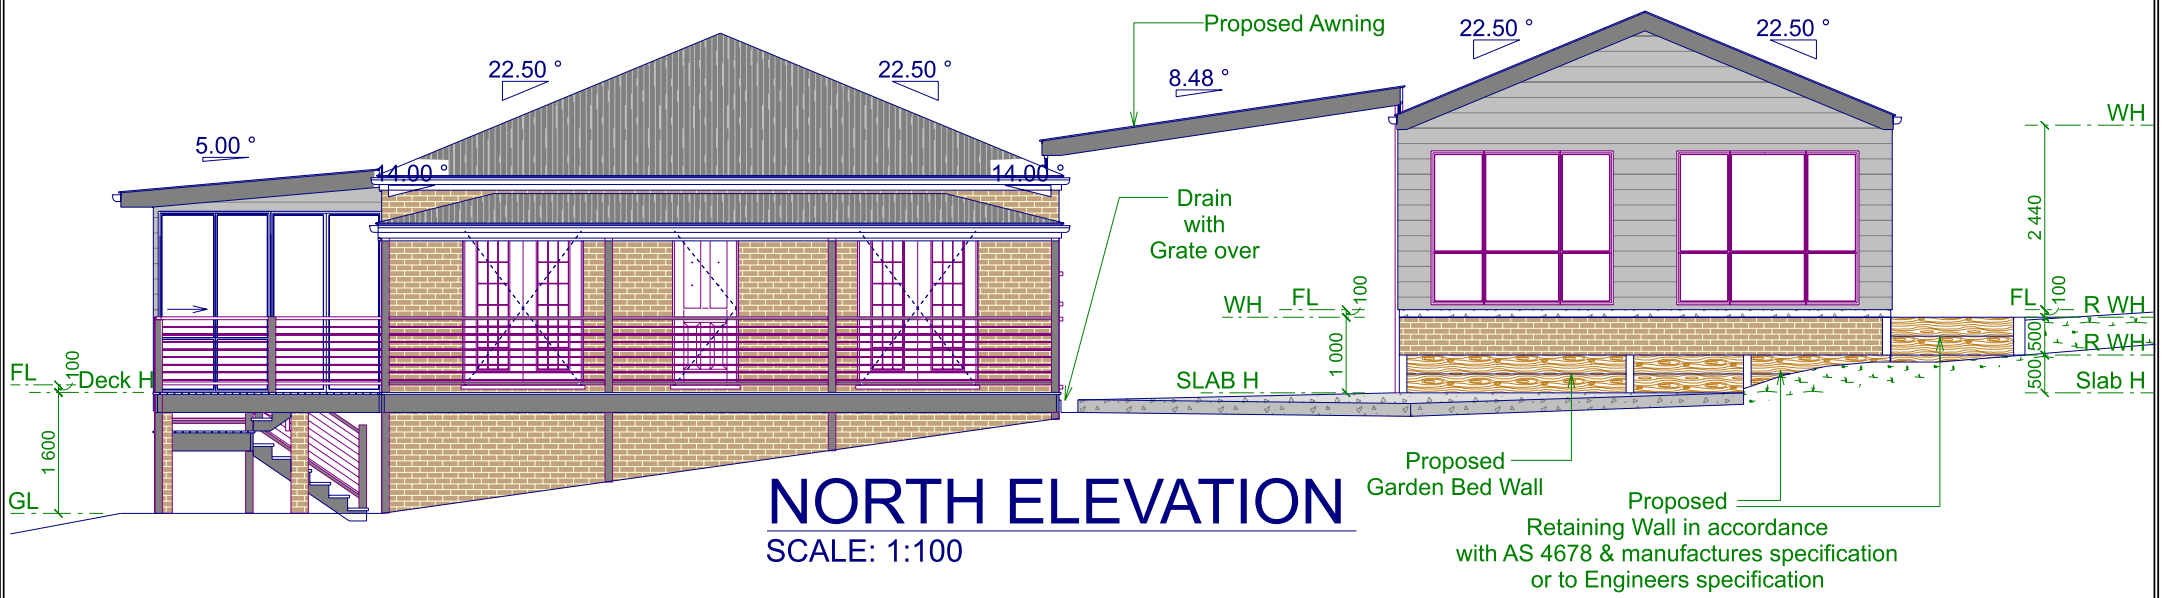 Proposed Awning
22.50 °
22.50 °
22.50 °
22.50 °
8.48 °
5.00 °
14.00 °
14.00 °
WH
2 440
Drain
with
Grate over
WH
FL
100
FL
100
R WH
500
R WH
500
Slab H
1 000
SLAB H
FL
100
Deck H
1 600
GL
Proposed
Garden Bed Wall
Proposed
Retaining Wall in accordance
with AS 4678 & manufactures specification
or to Engineers specification
NORTH ELEVATION
SCALE: 1:100